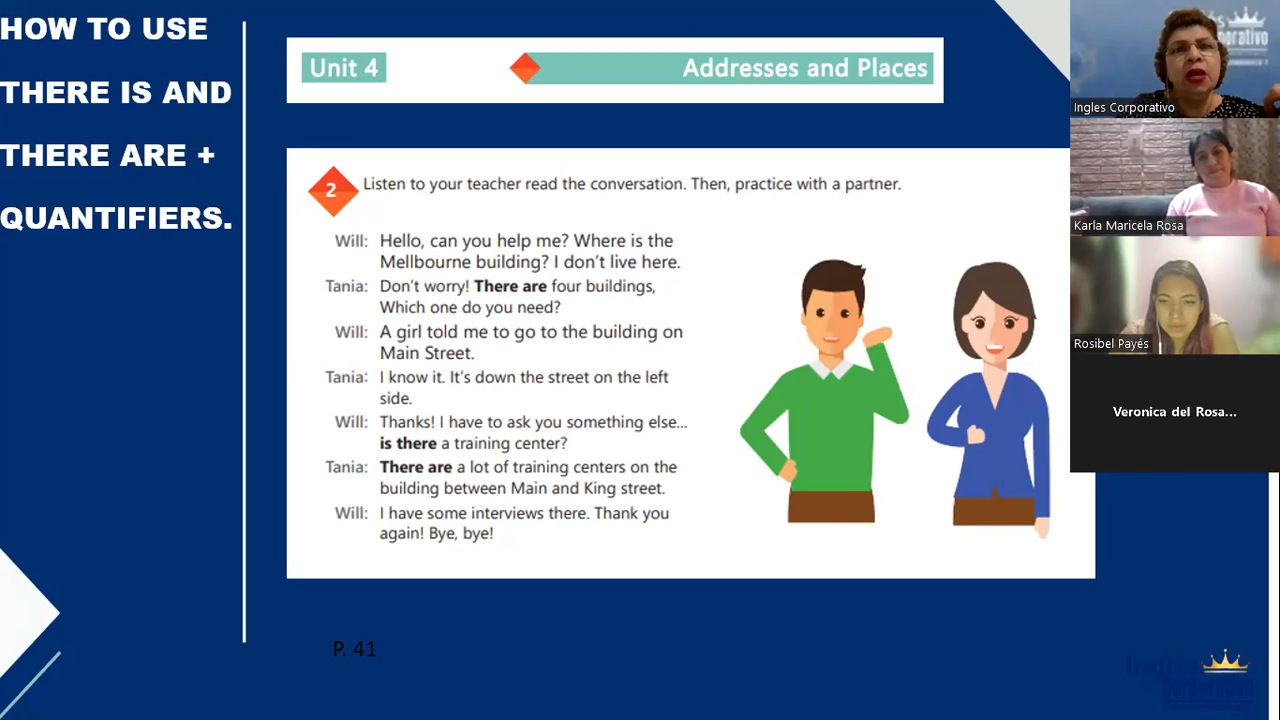 HOW TO USE
THERE IS AND
THERE ARE +
QUANTIFIERS.
Unit 4
Addresses and Places
2
Listen to your teacher read the conversation. Then, practice with a partner.
Will: Hello, can you help me? Where is the
Mellbourne building? I don't live here.
Tania: Don't worry! There are four buildings,
Which one do you need?
Will: A girl told me to go to the building on
Main Street.
Tania: I know it. It's down the street on the left
side.
Will: Thanks! I have to ask you something else...
is there a training center?
Tania: There are a lot of training centers on the
building between Main and King street.
Will: I have some interviews there. Thank you
again! Bye, bye!
P. 41
Ingles Corporativo
Karla Maricela Rosa
Rosibel Payés
Veronica del Rosa...
Inglés
Corporativo